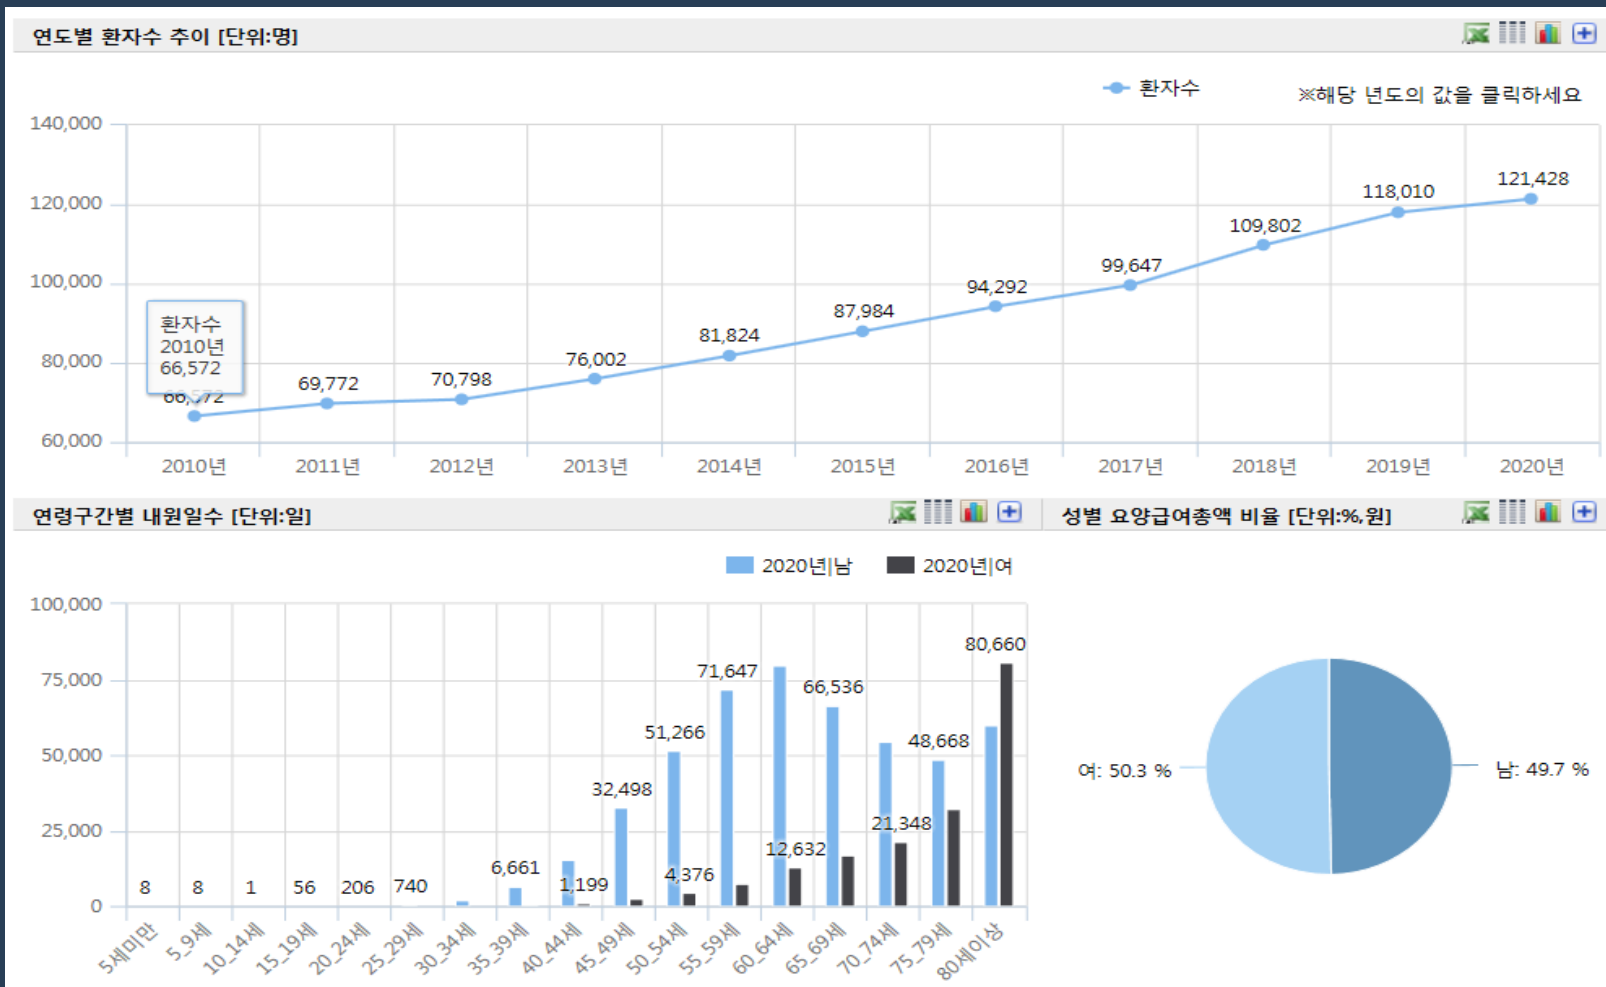 연도별 환자수 추이 [단위:명]
환자수
※해당 년도의 값을 클릭하세요
140,000
120,000
100,000
80,000
60,000
환자수
2010년
66,572
66,572
69,772
70,798
76,002
81,824
87,984
94,292
99,647
109,802
118,010
121,428
2010년
2011년
2012년
2013년
2014년
2015년
2016년
2017년
2018년
2019년
2020년
연령구간별 내원일수 [단위:일]
2020년|남
2020년|여
100,000
75,000
50,000
25,000
0
8
8
1
56
206
740
6,661
1,199
32,498
51,266
4,376
71,647
12,632
66,536
21,348
48,668
80,660
5세미만
5_9세
10_14세
15_19세
20_24세
25_29세
30_34세
35_39세
40_44세
45_49세
50_54세
55_59세
60_64세
65_69세
70_74세
75_79세
80세이상
성별 요양급여총액 비율 [단위:%,원]
여: 50.3 %
남: 49.7 %